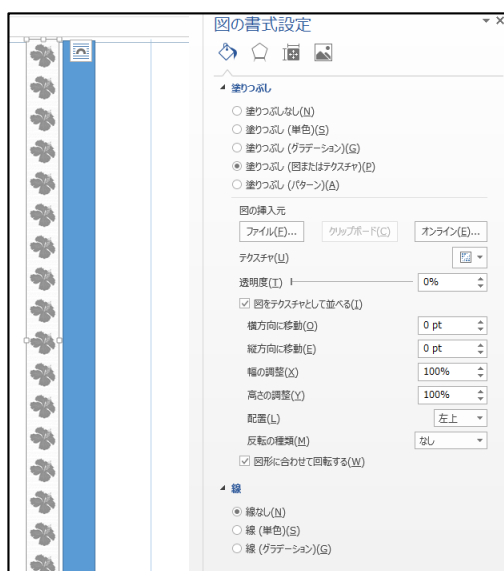 図の書式設定
塗りつぶし
塗りつぶしなし(N)
塗りつぶし (単色)(S)
塗りつぶし (グラデーション)(G)
塗りつぶし (図またはテクスチャ)(P)
塗りつぶし (パターン)(A)
図の挿入元
ファイル(F)... クリップボード(C) オンライン(E)...
テクスチャ(U)
透明度(T) 0%
図をテクスチャとして並べる(I)
横方向に移動(O) 0 pt
縦方向に移動(E) 0 pt
幅の調整(X) 100%
高さの調整(Y) 100%
配置(L) 左上
反転の種類(M) なし
図形に合わせて回転する(W)
線
線なし(N)
線 (単色)(S)
線 (グラデーション)(G)